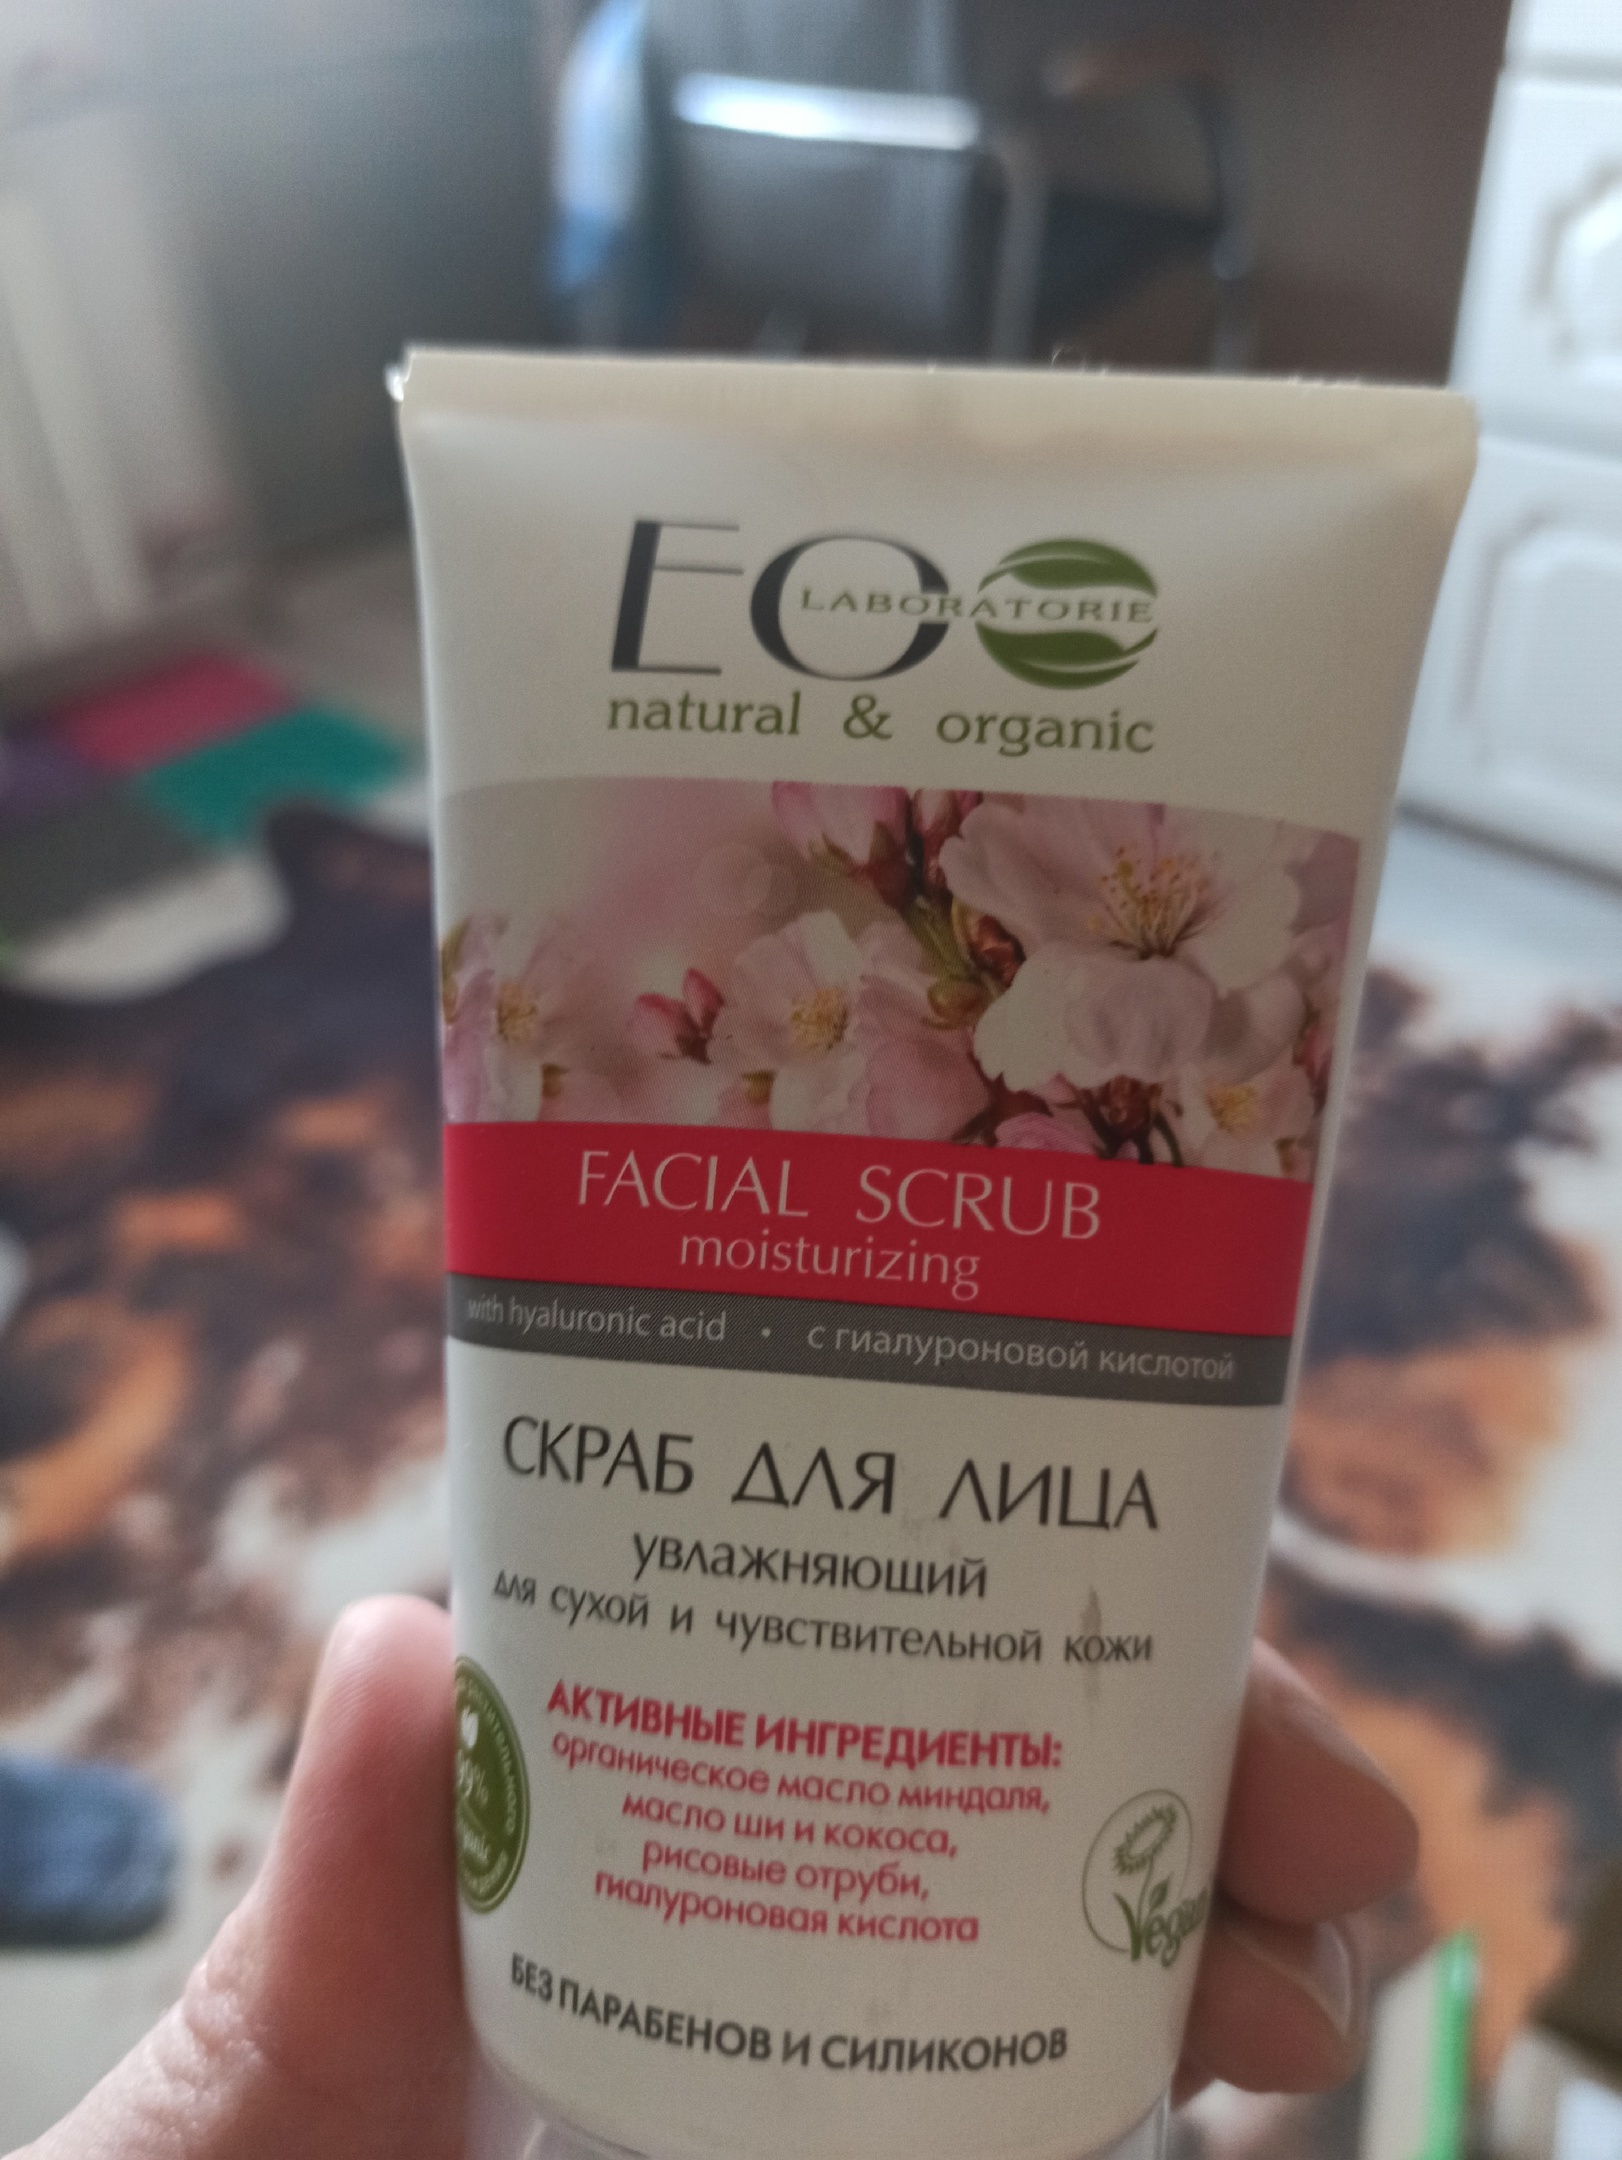 EO
LABORATORIE
natural & organic
FACIAL SCRUB
moisturizing
with hyaluronic acid • с гиалуроновой кислотой
СКРАБ ДЛЯ ЛИЦА
увлажняющий
для сухой и чувствительной кожи
АКТИВНЫЕ ИНГРЕДИЕНТЫ:
органическое масло миндаля,
масло ши и кокоса,
рисовые отруби,
гиалуроновая кислота
99%
Vegan
БЕЗ ПАРАБЕНОВ И СИЛИКОНОВ